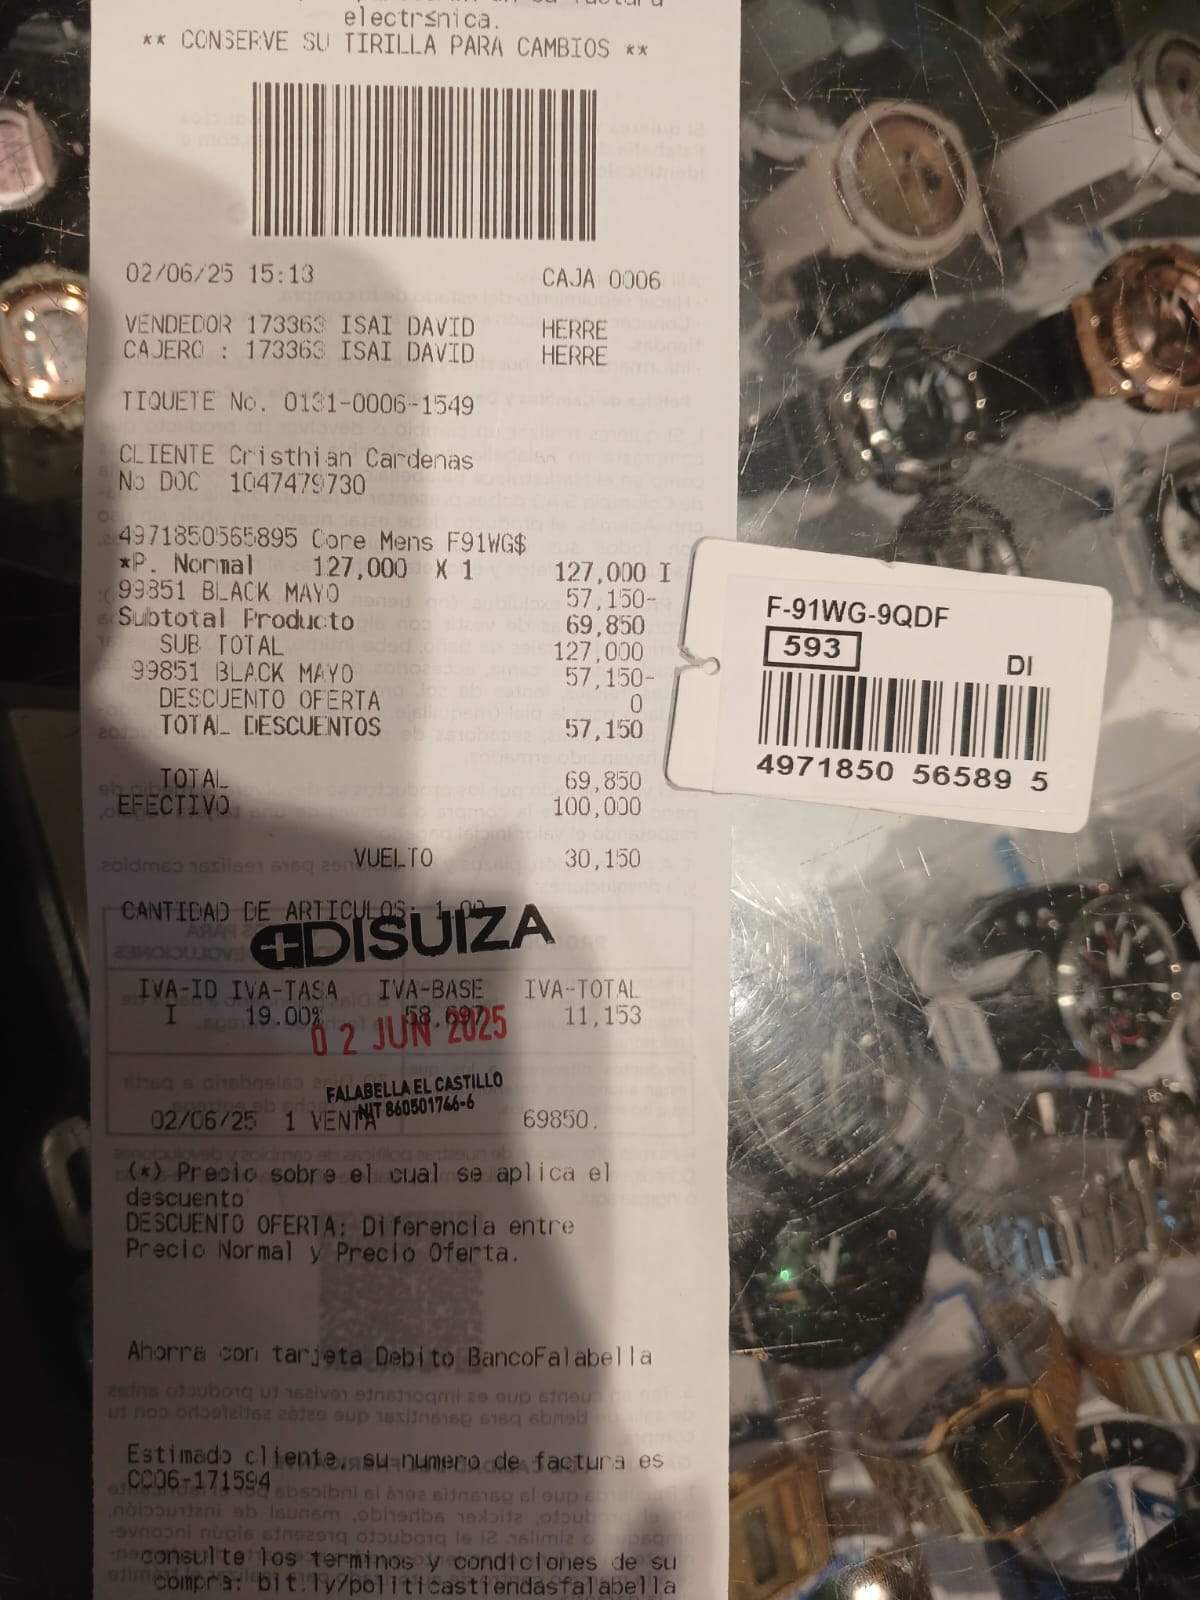 electrsnica.
** CONSERVE SU TIRILLA PARA CAMBIOS **
02/06/25 15:13 CAJA 0006
VENDEDOR 173363 ISAI DAVID HERRE
CAJERO : 173363 ISAI DAVID HERRE
TIQUETE No. 0131-0006-1549
CLIENTE Cristhian Cardenas
No DOC 1047479730
4971850565895 Core Mens F91WG$
*P. Normal 127,000 X 1 127,000 I
99851 BLACK MAYO 57,150-
Subtotal Producto 69,850
SUB TOTAL 127,000
99851 BLACK MAYO 57,150-
DESCUENTO OFERTA 0
TOTAL DESCUENTOS 57,150
TOTAL 69,850
EFECTIVO 100,000
VUELTO 30,150
CANTIDAD DE ARTICULOS: 1.00
DISUIZA
IVA-ID IVA-TASA IVA-BASE IVA-TOTAL
I 19.00% 58,697 11,153
02 JUN 2025
FALABELLA EL CASTILLO
NIT 860501766-6
02/06/25 1 VENTA 69850.
(*) Precio sobre el cual se aplica el
descuento
DESCUENTO OFERTA: Diferencia entre
Precio Normal y Precio Oferta.
Ahorra con tarjeta Debito BancoFalabella
Estimado cliente, su numero de factura es
CC06-171594
consulte los terminos y condiciones de su
compra: bit.ly/politicastiendasfalabella
F-91WG-9QDF
593
DI
4971850 56589 5